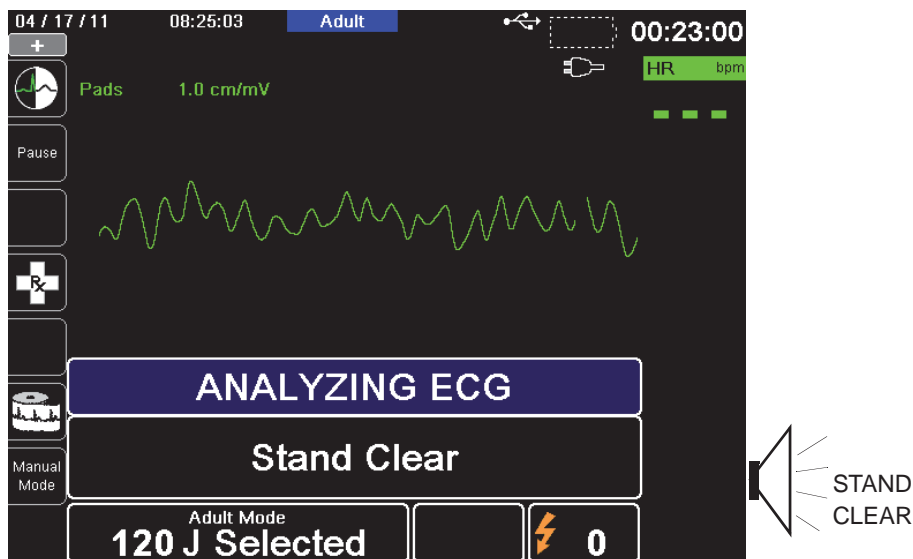 04 / 17 / 11 08:25:03 Adult 00:23:00
+
HR bpm
Pads 1.0 cm/mV
- - -
Pause
Rx
ANALYZING ECG
Stand Clear
Manual
Mode
STAND
CLEAR
Adult Mode
120 J Selected
0